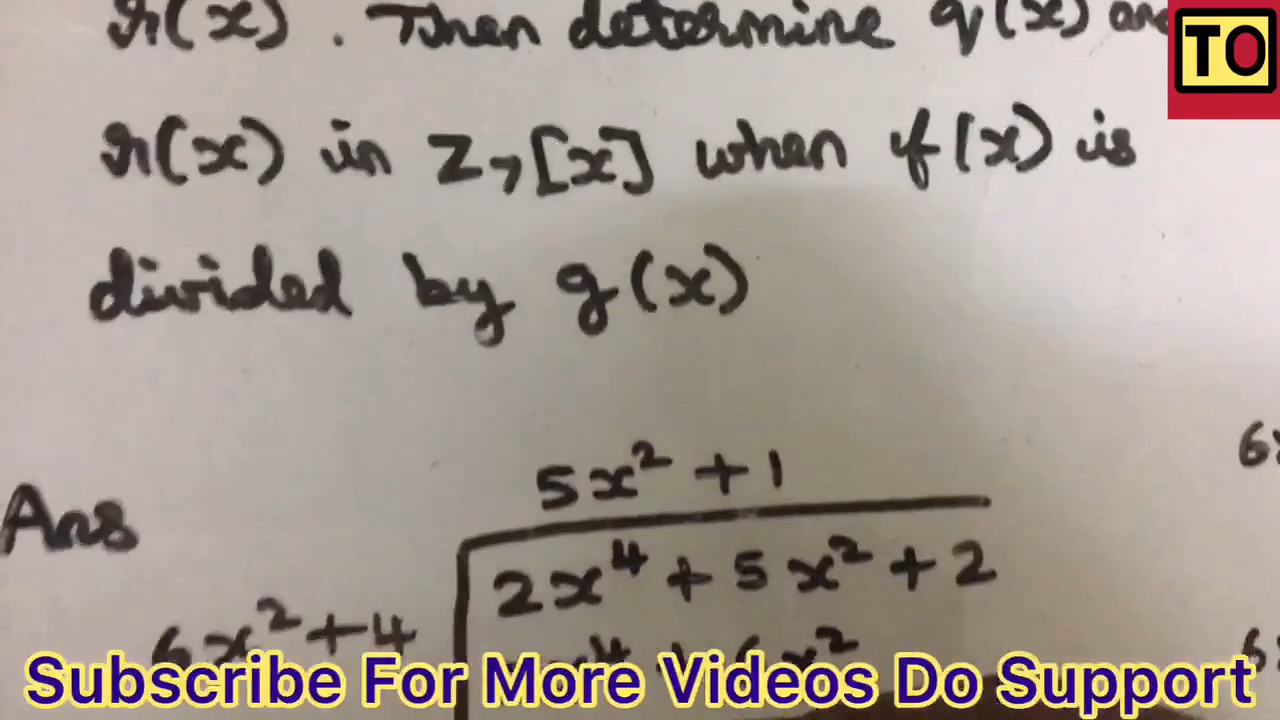 r(x). Then determine q(x) and
TO
r(x) in Z7[x] when f(x) is
divided by g(x)
5x² + 1
Ans
2x⁴ + 5x² + 2
6x² + 4
Subscribe For More Videos Do Support